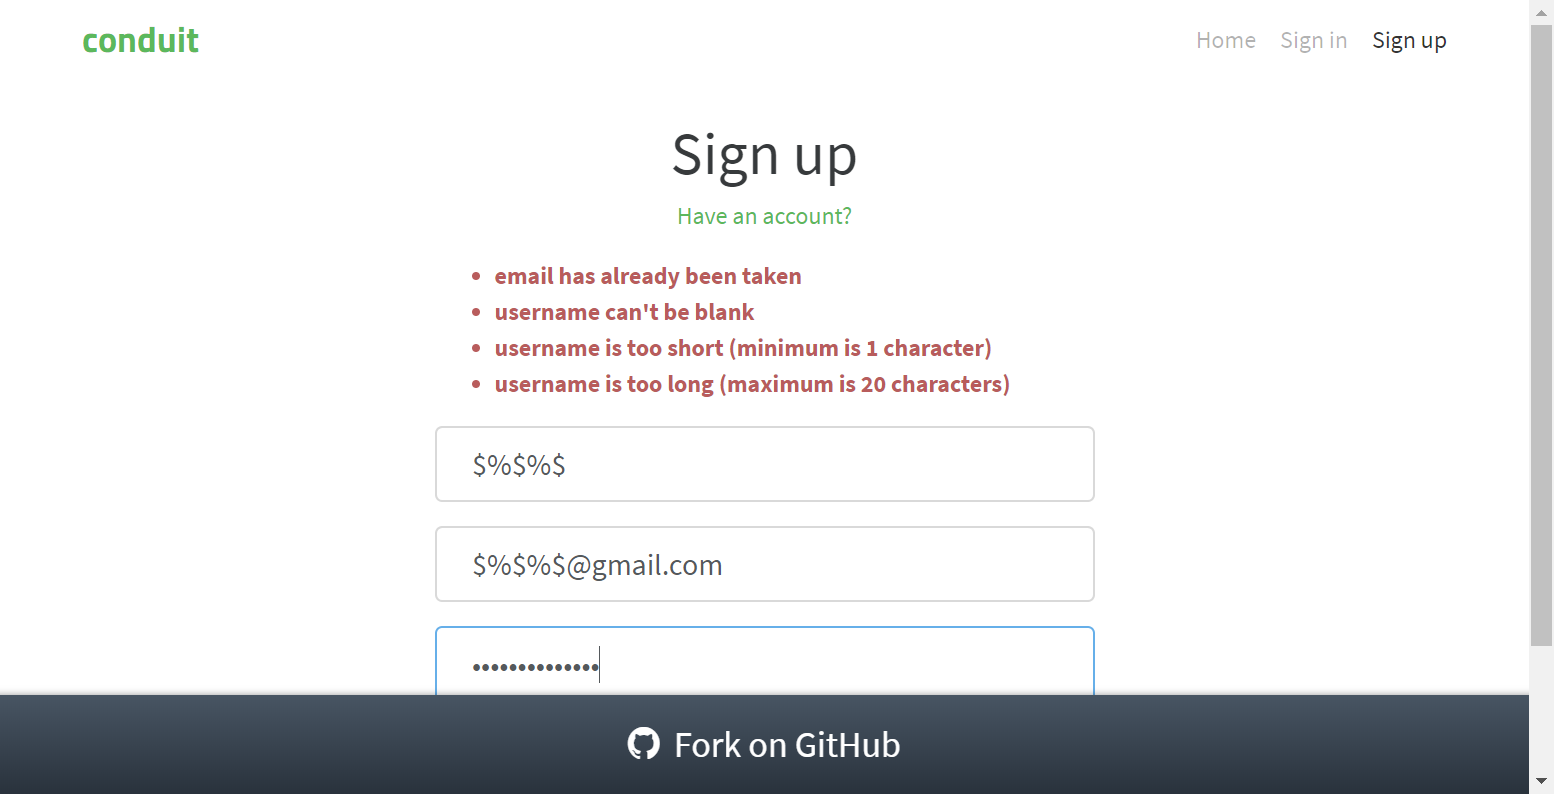 conduit
Home Sign in Sign up
Sign up
Have an account?
• email has already been taken
• username can't be blank
• username is too short (minimum is 1 character)
• username is too long (maximum is 20 characters)
$%$%$
$%$%$@gmail.com
••••••••••••••
Fork on GitHub